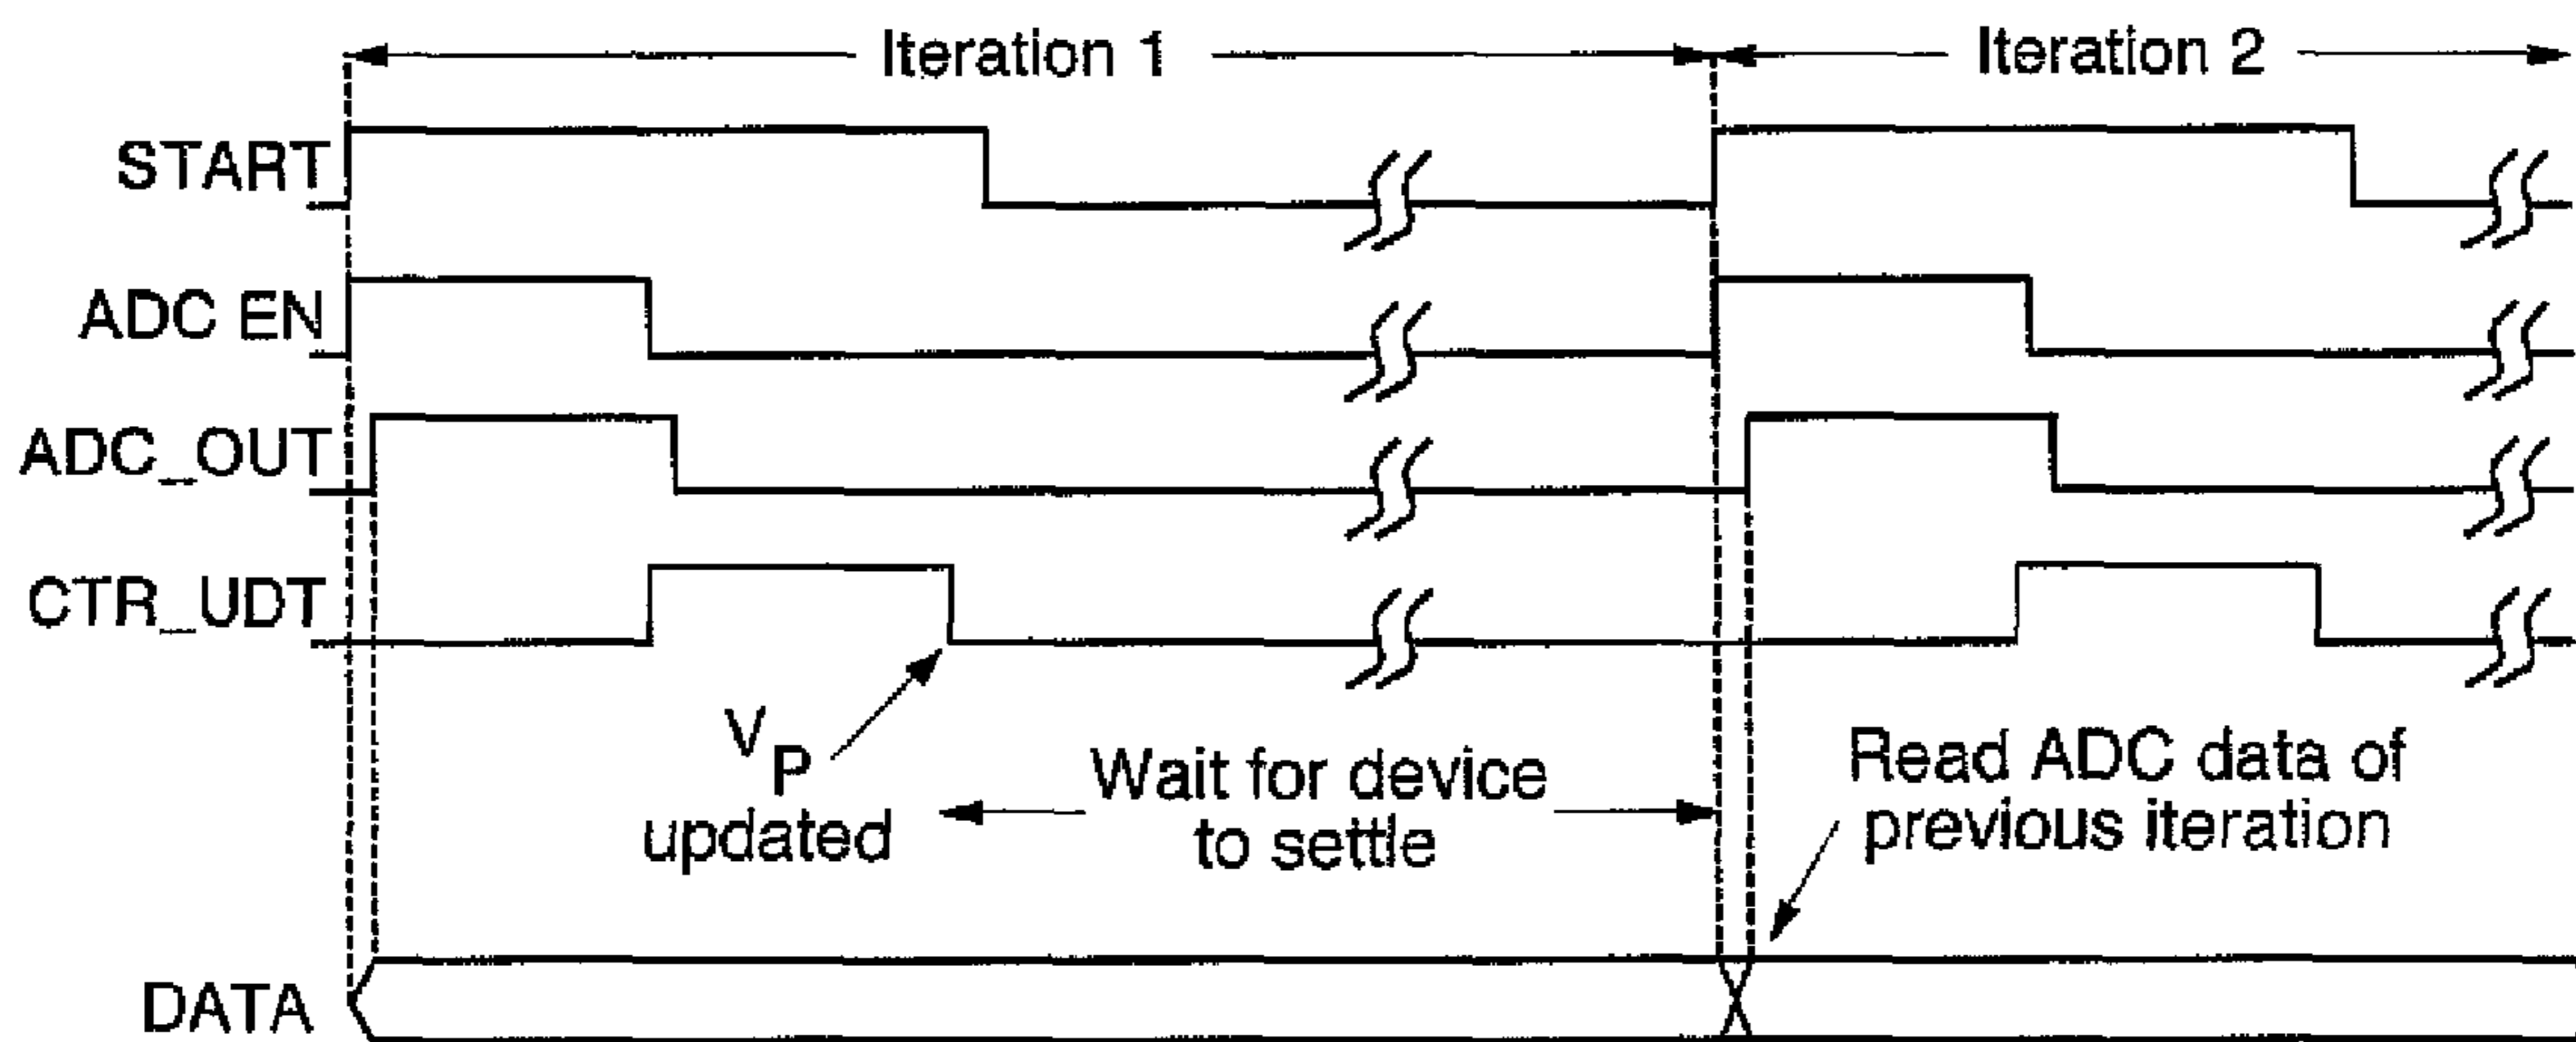 Iteration 1
Iteration 2
START
ADC EN
ADC_OUT
CTR_UDT
VP
updated
Wait for device
to settle
Read ADC data of
previous iteration
DATA